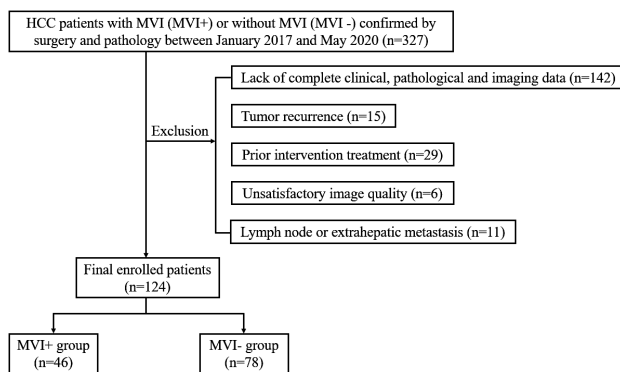 HCC patients with MVI (MVI+) or without MVI (MVI -) confirmed by
surgery and pathology between January 2017 and May 2020 (n=327)
Lack of complete clinical, pathological and imaging data (n=142)
Tumor recurrence (n=15)
Exclusion
Prior intervention treatment (n=29)
Unsatisfactory image quality (n=6)
Lymph node or extrahepatic metastasis (n=11)
Final enrolled patients
(n=124)
MVI+ group
(n=46)
MVI- group
(n=78)